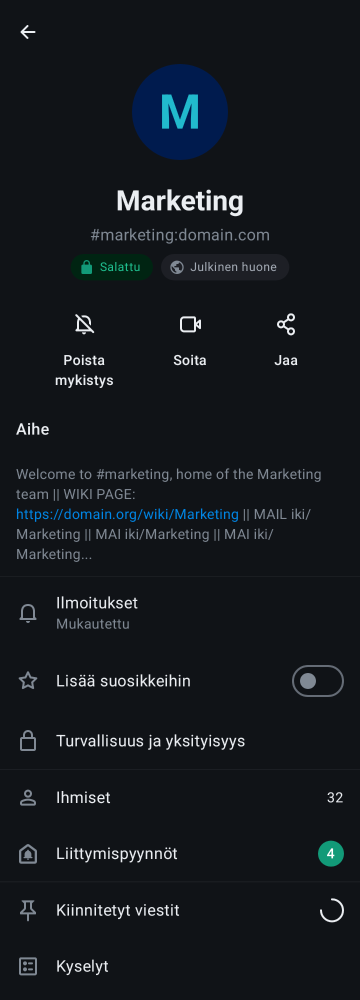 M
Marketing
#marketing:domain.com
Salattu
Julkinen huone
Poista
mykistys
Soita
Jaa
Aihe
Welcome to #marketing, home of the Marketing
team || WIKI PAGE:
https://domain.org/wiki/Marketing || MAIL iki/
Marketing || MAI iki/Marketing || MAI iki/
Marketing...
Ilmoitukset
Mukautettu
Lisää suosikkeihin
Turvallisuus ja yksityisyys
Ihmiset
32
Liittymispyynnöt
4
Kiinnitetyt viestit
Kyselyt